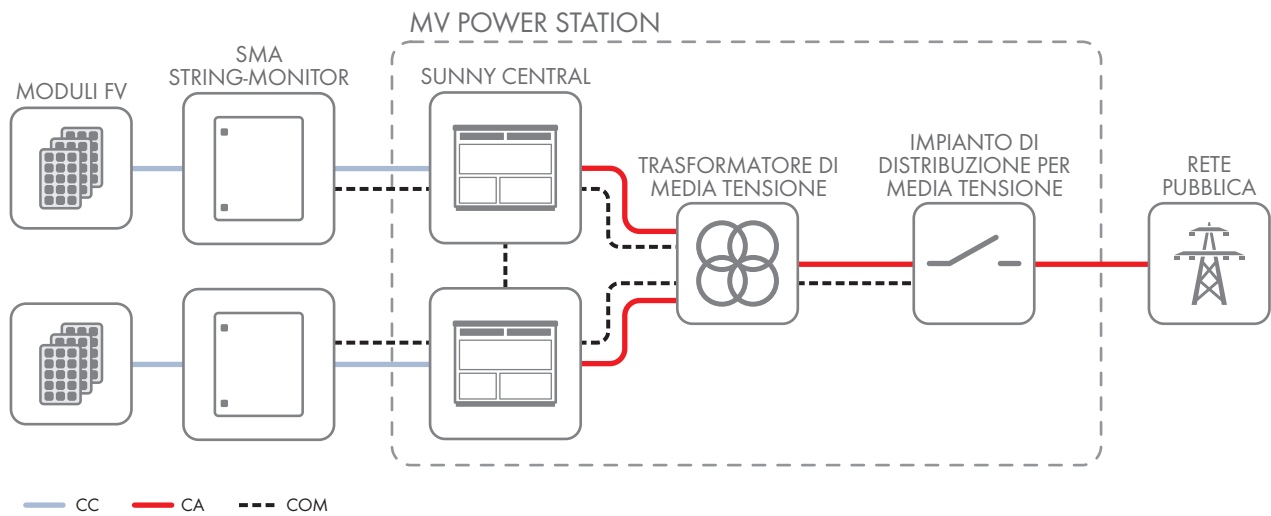 MV POWER STATION
SMA
STRING-MONITOR
SUNNY CENTRAL
MODULI FV
TRASFORMATORE DI
MEDIA TENSIONE
IMPIANTO DI
DISTRIBUZIONE PER
MEDIA TENSIONE
RETE
PUBBLICA
CC
CA
COM